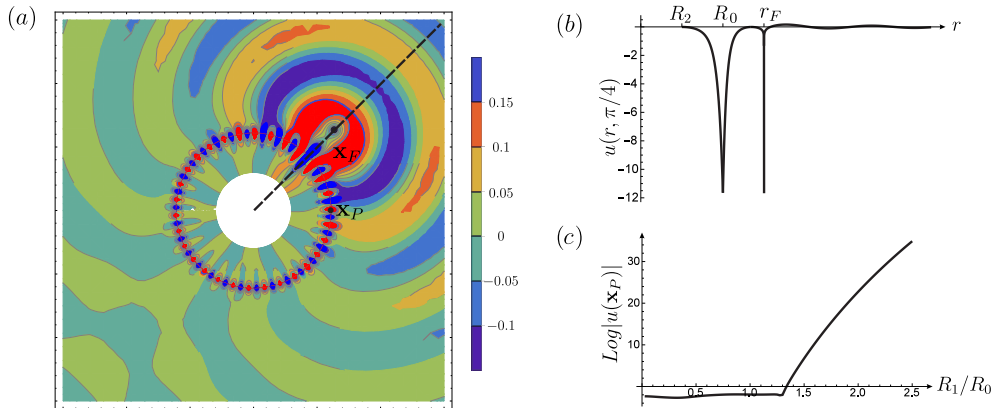 (a)
x_F
x_P
0.15
0.10
0.05
0
−0.05
−0.1
(b)
R_2 R_0 r_F r
-2
-4
-6
-8
-10
-12
u(r, π/4)
(c)
30
20
10
Log|u(x_P)|
0.5 1.0 1.5 2.0 2.5
R_1/R_0